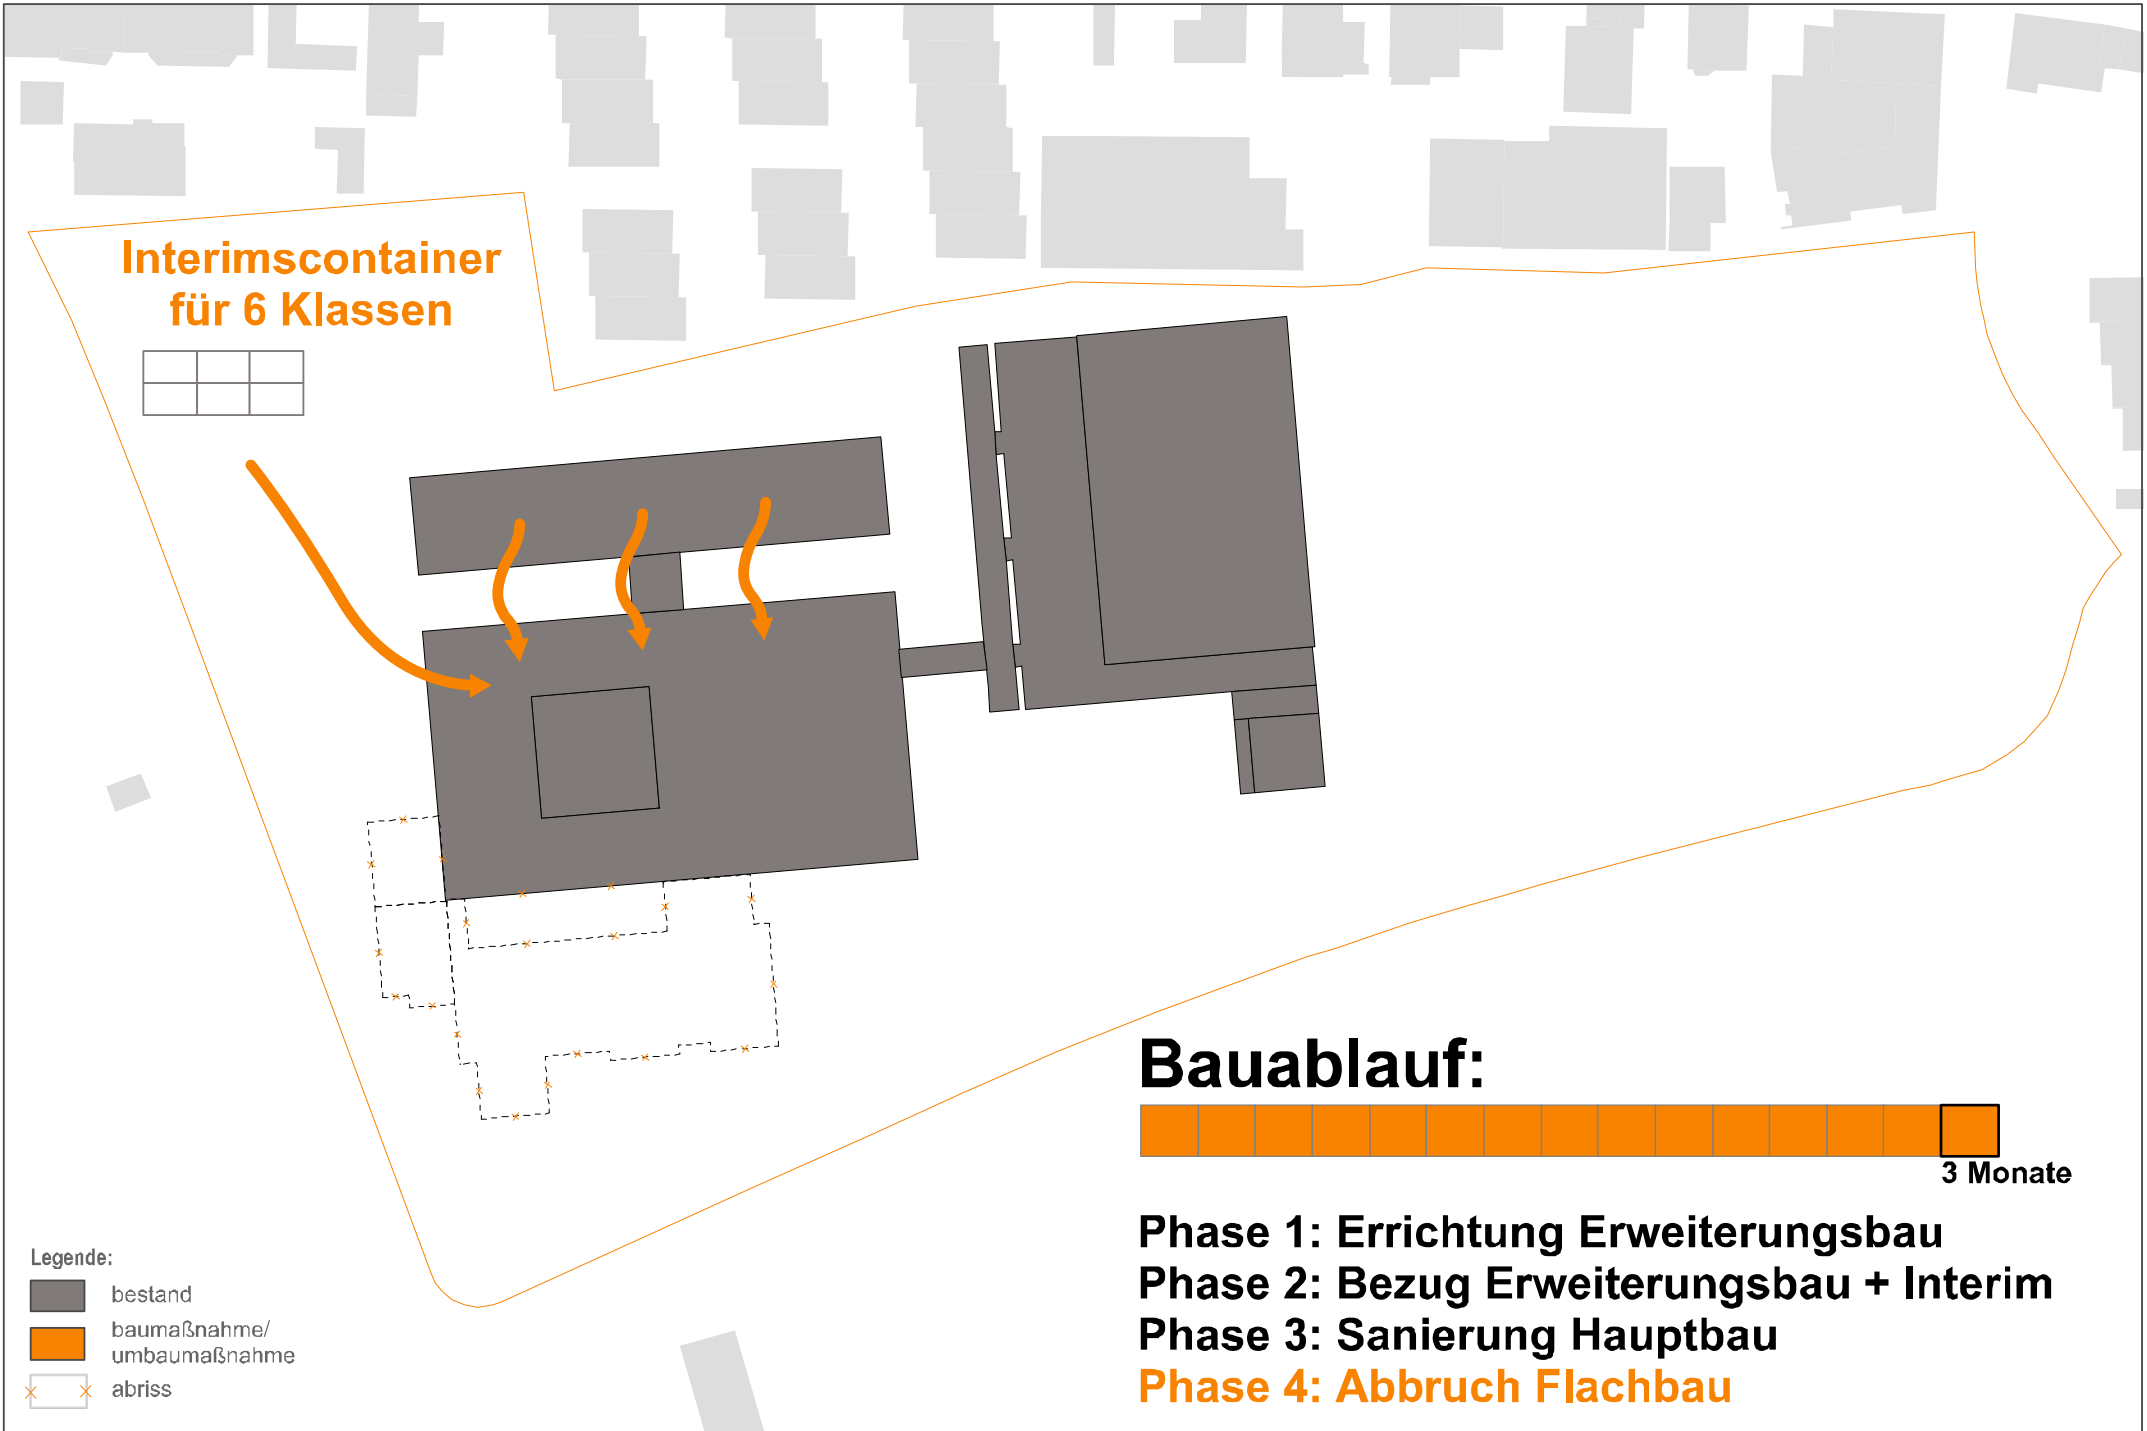 Interimscontainer
für 6 Klassen
Bauablauf:
3 Monate
Phase 1: Errichtung Erweiterungsbau
Phase 2: Bezug Erweiterungsbau + Interim
Phase 3: Sanierung Hauptbau
Phase 4: Abbruch Flachbau
Legende:
bestand
baumaßnahme/
umbaumaßnahme
abriss